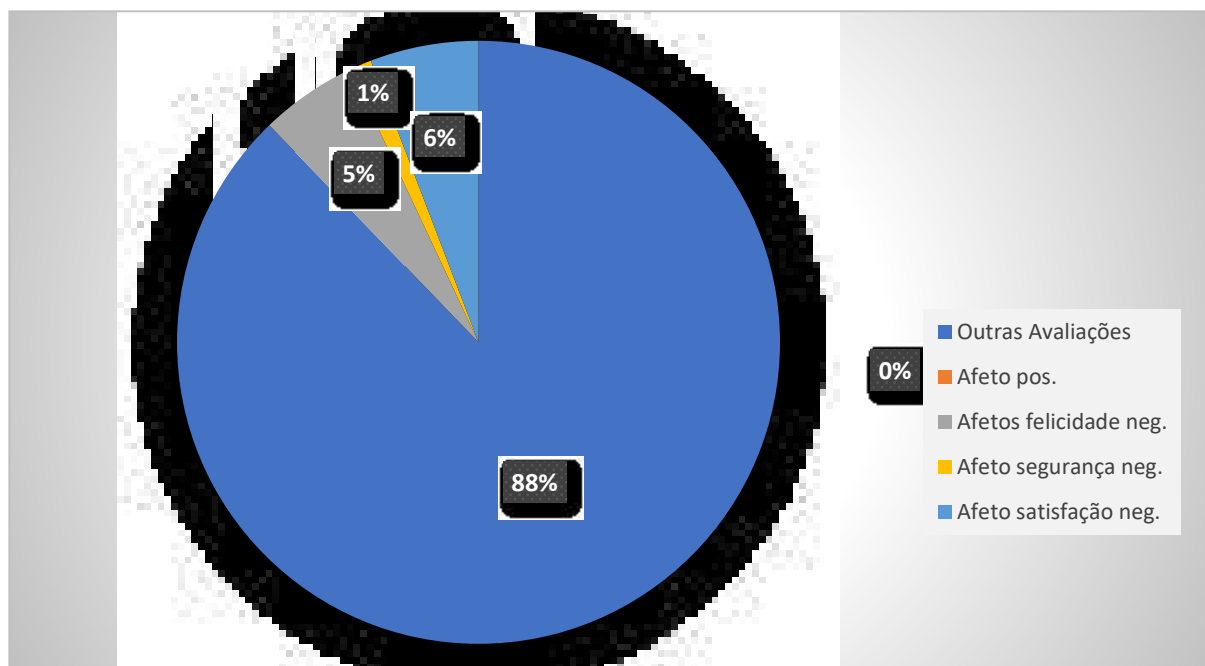 1%
6%
5%
88%
0%
Outras Avaliações
Afeto pos.
Afetos felicidade neg.
Afeto segurança neg.
Afeto satisfação neg.